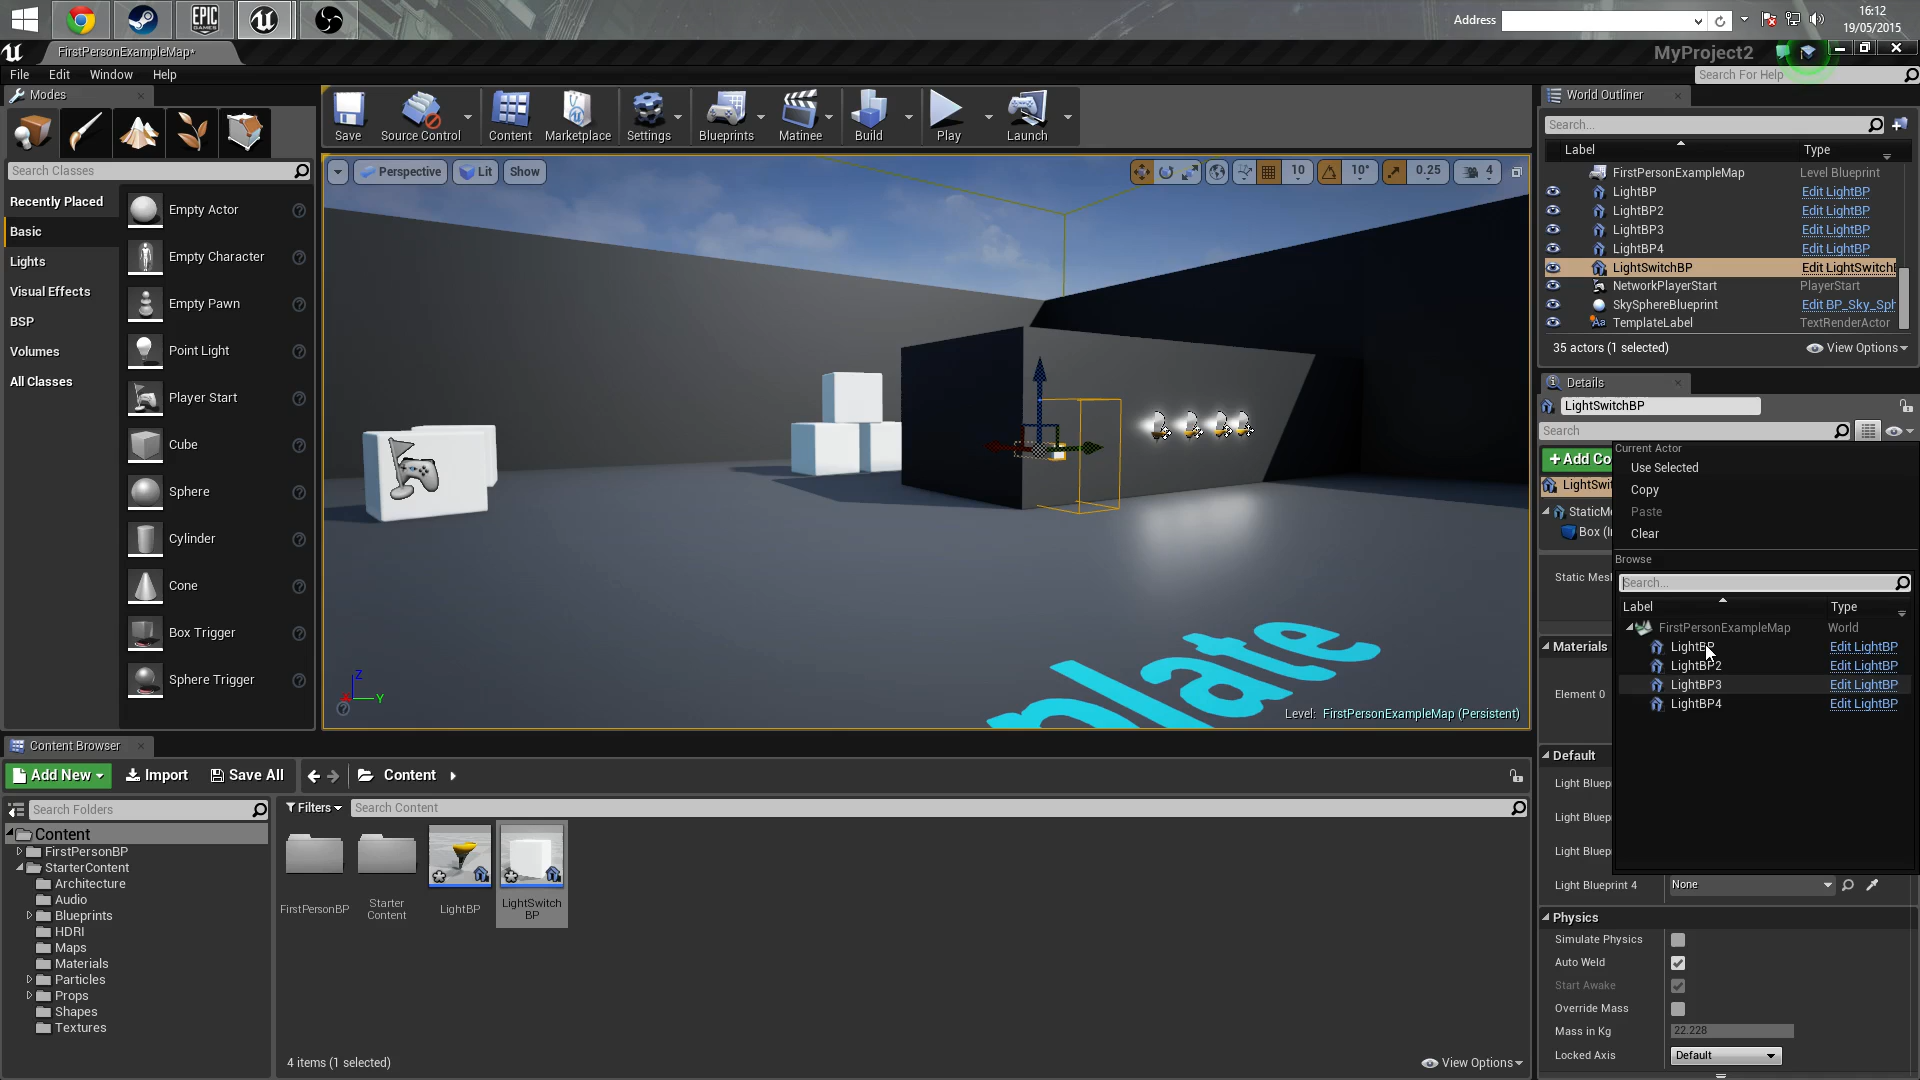 Address
16:12
19/05/2015
EPIC
GAMES
FirstPersonExampleMap*
MyProject2
File Edit Window Help
Search For Help
Modes
Search Classes
Recently Placed
Basic
Lights
Visual Effects
BSP
Volumes
All Classes
Empty Actor
Empty Character
Empty Pawn
Point Light
Player Start
Cube
Sphere
Cylinder
Cone
Box Trigger
Sphere Trigger
Save
Source Control
Content
Marketplace
Settings
Blueprints
Matinee
Build
Play
Launch
Perspective
Lit
Show
10
10°
0.25
4
plate
Z
X
Y
Level: FirstPersonExampleMap (Persistent)
World Outliner
Search...
Label Type
FirstPersonExampleMap Level Blueprint
LightBP Edit LightBP
LightBP2 Edit LightBP
LightBP3 Edit LightBP
LightBP4 Edit LightBP
LightSwitchBP Edit LightSwitchB
NetworkPlayerStart PlayerStart
SkySphereBlueprint Edit BP_Sky_Sph
TemplateLabel TextRenderActor
35 actors (1 selected)
View Options
Details
LightSwitchBP
Search
+Add Co
LightSwi
StaticMe
Box (I
Static Mes
Materials
Element 0
Default
Light Bluep
Light Bluep
Light Bluep
Light Blueprint 4 None
Current Actor
Use Selected
Copy
Paste
Clear
Browse
Search...
Label Type
FirstPersonExampleMap World
LightBP Edit LightBP
LightBP2 Edit LightBP
LightBP3 Edit LightBP
LightBP4 Edit LightBP
Physics
Simulate Physics
Auto Weld
Start Awake
Override Mass
Mass in Kg 22.228
Locked Axis Default
Content Browser
Add New Import Save All Content
Search Folders
Filters Search Content
Content
FirstPersonBP
StarterContent
Architecture
Audio
Blueprints
HDRI
Maps
Materials
Particles
Props
Shapes
Textures
FirstPersonBP
Starter
Content
LightBP
LightSwitch
BP
4 items (1 selected)
View Options